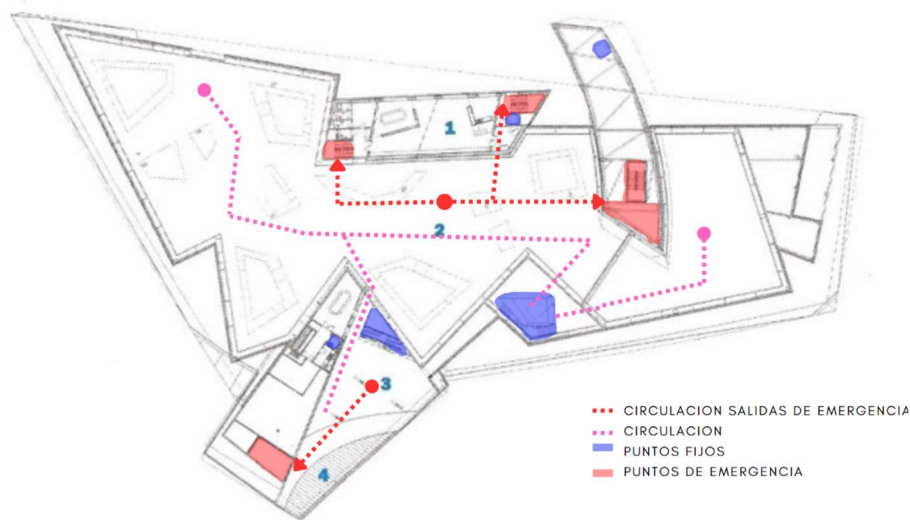 1
2
3
4
CIRCULACION SALIDAS DE EMERGENCIA
CIRCULACION
PUNTOS FIJOS
PUNTOS DE EMERGENCIA